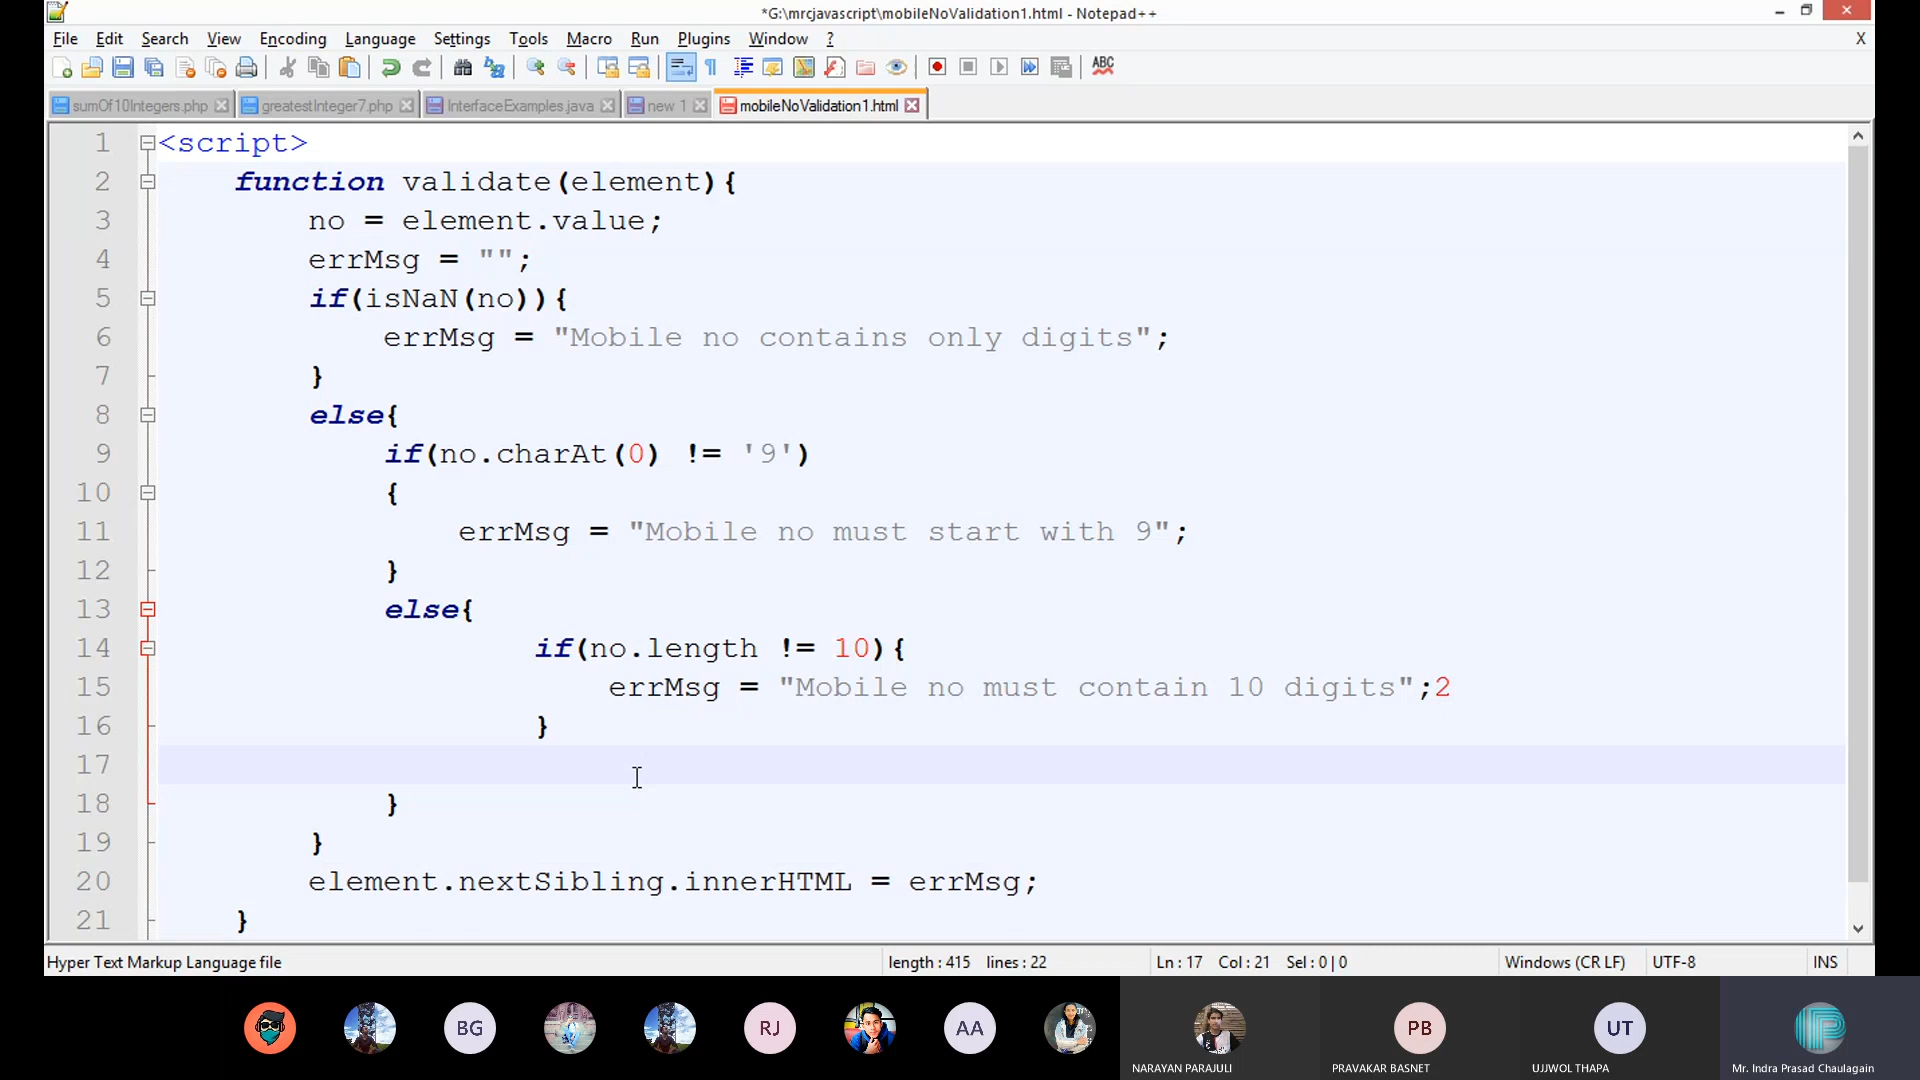 *G:\mrcjavascript\mobileNoValidation1.html - Notepad++
File Edit Search View Encoding Language Settings Tools Macro Run Plugins Window ? X
ABC
sumOf10Integers.php greatestInteger7.php InterfaceExamples.java new 1 mobileNoValidation1.html
1 <script>
2 function validate(element){
3 no = element.value;
4 errMsg = "";
5 if(isNaN(no)){
6 errMsg = "Mobile no contains only digits";
7 }
8 else{
9 if(no.charAt(0) != '9')
10 {
11 errMsg = "Mobile no must start with 9";
12 }
13 else{
14 if(no.length != 10){
15 errMsg = "Mobile no must contain 10 digits";2
16 }
17
18 }
19 }
20 element.nextSibling.innerHTML = errMsg;
21 }
Hyper Text Markup Language file length : 415 lines : 22 Ln : 17 Col : 21 Sel : 0 | 0 Windows (CR LF) UTF-8 INS
BG RJ AA PB UT
NARAYAN PARAJULI PRAVAKAR BASNET UJJWOL THAPA Mr. Indra Prasad Chaulagain